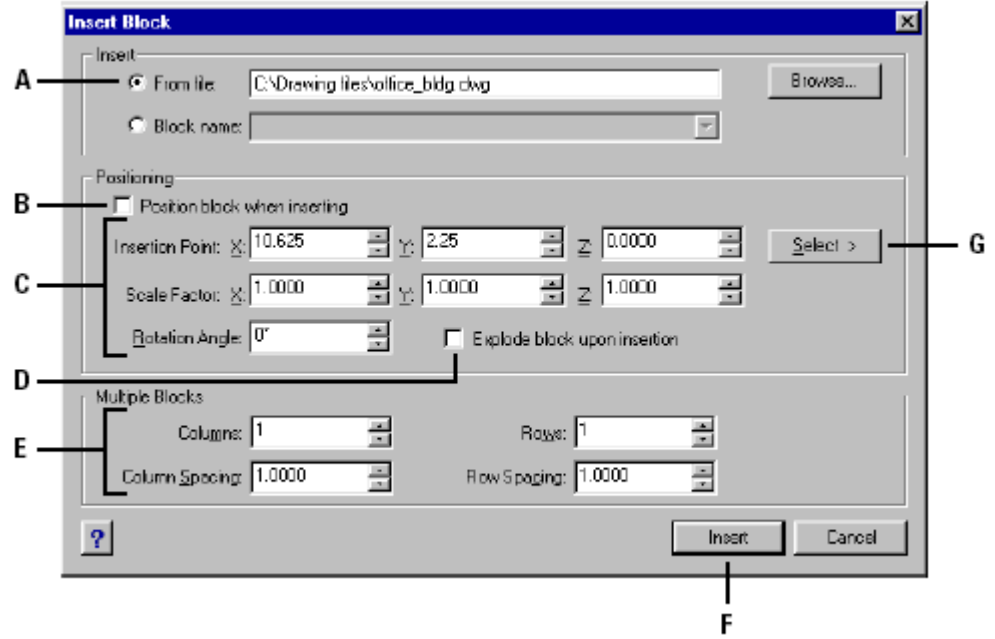 Insert Block
Insert
A
From file:
C:\Drawing files\office_bldg.dwg
Browse...
Block name:
Positioning
B
Position block when inserting
C
Insertion Point: X: 10.625 Y: 2.25 Z: 0.0000
Select >
G
Scale Factor: X: 1.0000 Y: 1.0000 Z: 1.0000
Rotation Angle: 0°
Explode block upon insertion
D
Multiple Blocks
E
Columns: 1 Rows: 1
Column Spacing: 1.0000 Row Spacing: 1.0000
?
Insert
Cancel
F